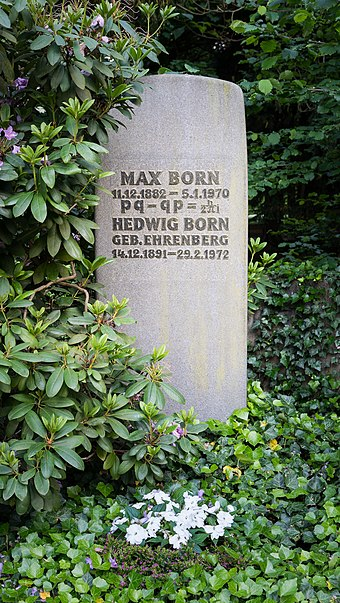 MAX BORN
11.12.1882 – 5.1.1970
pq – qp = h/2πi
HEDWIG BORN
GEB. EHRENBERG
14.12.1891 – 29.2.1972